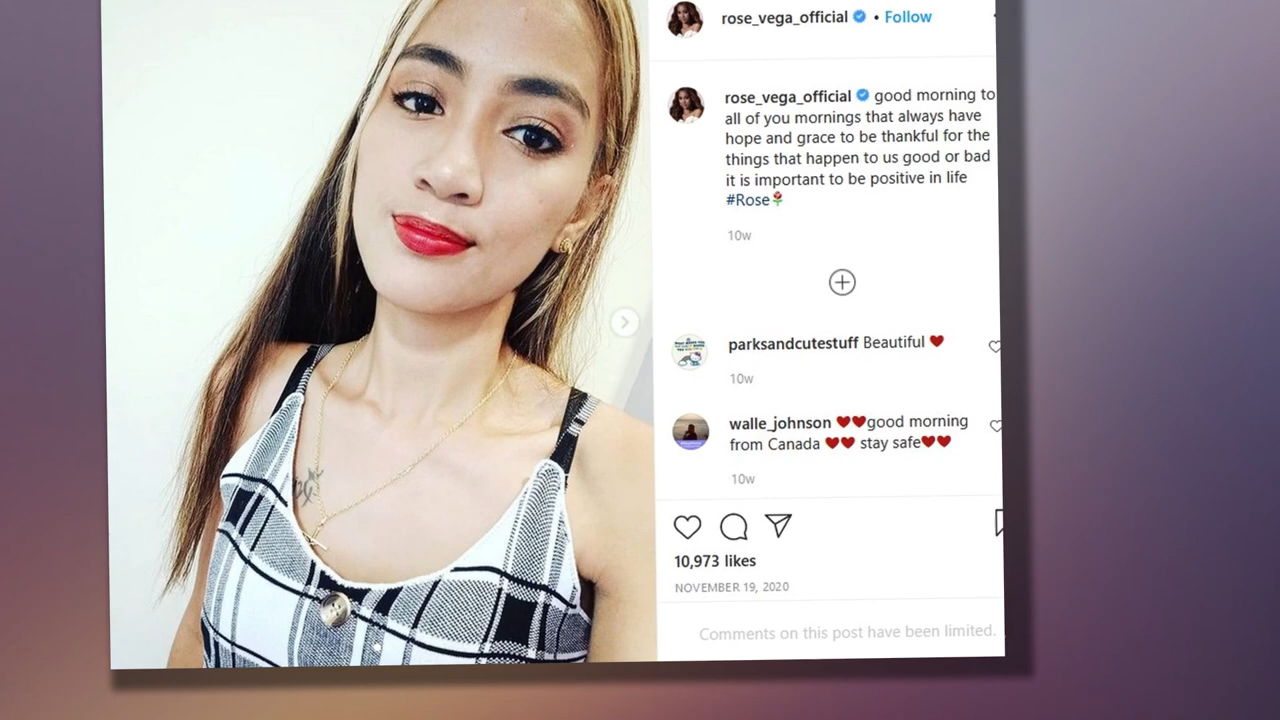 rose_vega_official • Follow
rose_vega_official good morning to
all of you mornings that always have
hope and grace to be thankful for the
things that happen to us good or bad
it is important to be positive in life
#Rose🌹
10w
parksandcutestuff Beautiful ❤
10w
walle_johnson ❤❤good morning
from Canada ❤❤ stay safe❤❤
10w
10,973 likes
NOVEMBER 19, 2020
Comments on this post have been limited.